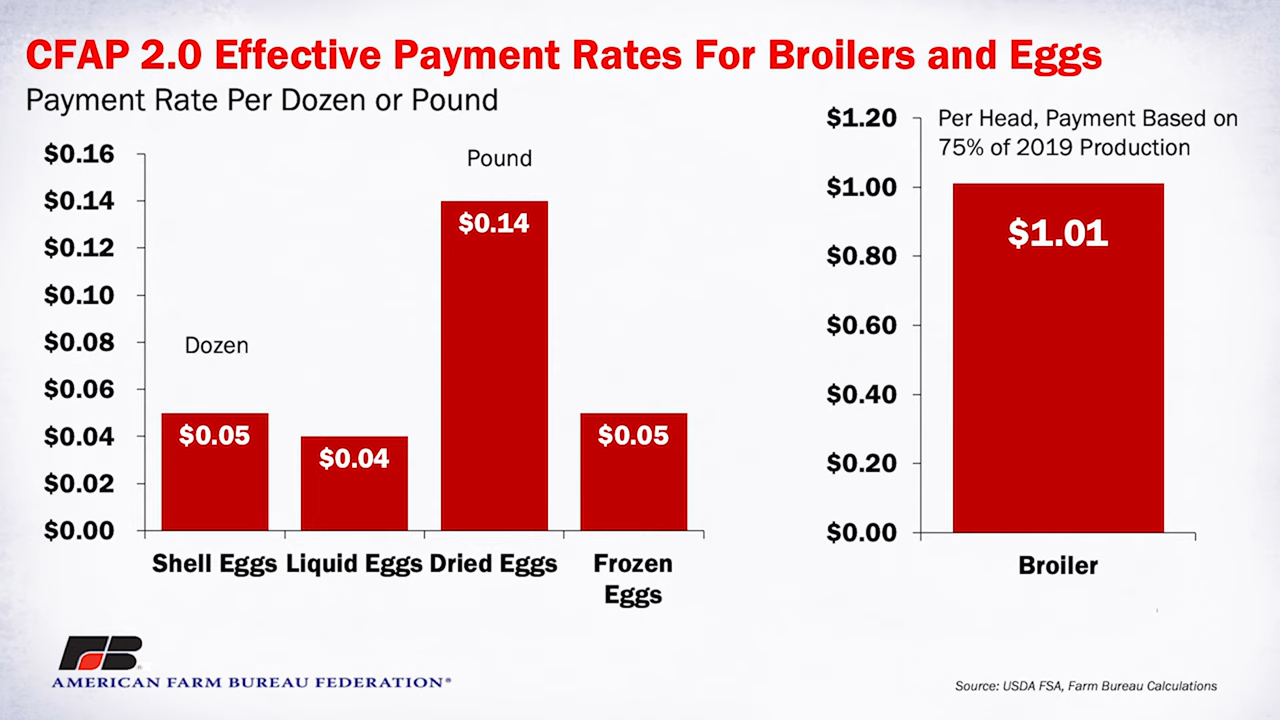 CFAP 2.0 Effective Payment Rates For Broilers and Eggs
Payment Rate Per Dozen or Pound
$0.16
$0.14
$0.12
$0.10
$0.08
$0.06
$0.04
$0.02
$0.00
Dozen
Pound
$0.05
$0.04
$0.14
$0.05
Shell Eggs
Liquid Eggs
Dried Eggs
Frozen
Eggs
$1.20
$1.00
$0.80
$0.60
$0.40
$0.20
$0.00
Per Head, Payment Based on
75% of 2019 Production
$1.01
Broiler
FB
AMERICAN FARM BUREAU FEDERATION®
Source: USDA FSA, Farm Bureau Calculations